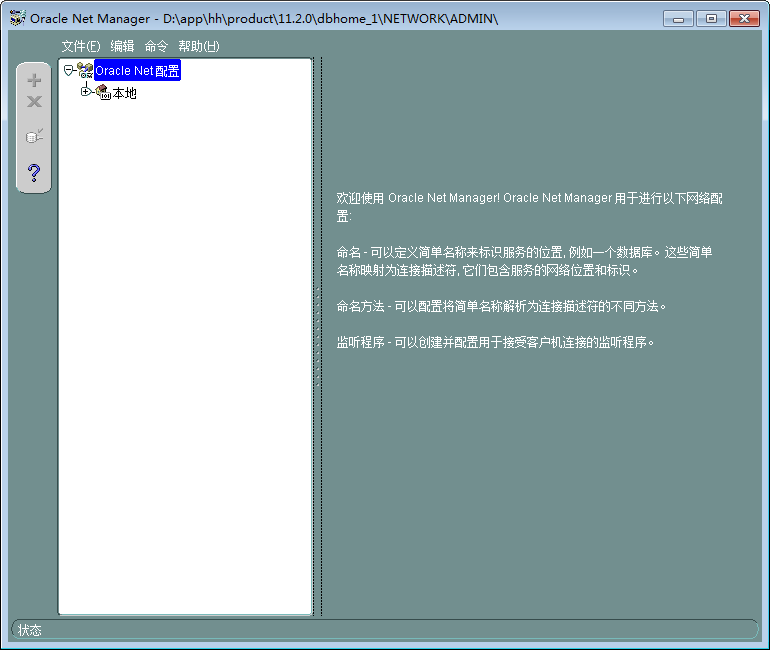 Oracle Net Manager - D:\app\hh\product\11.2.0\dbhome_1\NETWORK\ADMIN\
文件(F) 编辑 命令 帮助(H)
Oracle Net 配置
本地
欢迎使用 Oracle Net Manager! Oracle Net Manager 用于进行以下网络配
置:
命名 - 可以定义简单名称来标识服务的位置, 例如一个数据库。这些简单
名称映射为连接描述符, 它们包含服务的网络位置和标识。
命名方法 - 可以配置将简单名称解析为连接描述符的不同方法。
监听程序 - 可以创建并配置用于接受客户机连接的监听程序。
状态